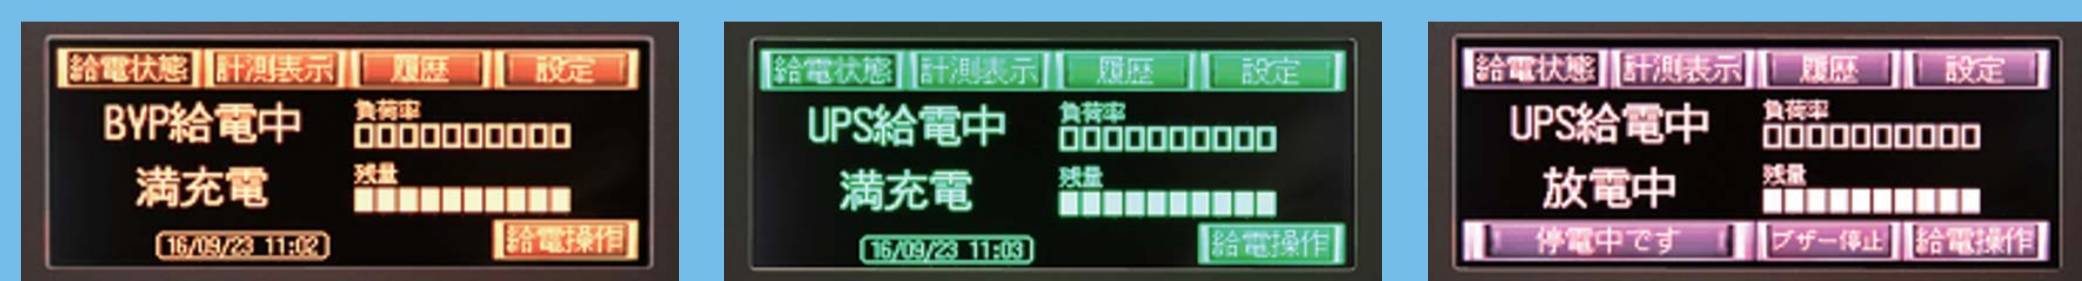 給電状態 計測表示 履歴 設定
BYP給電中
負荷率
満充電
残量
16/09/23 11:02
給電操作
給電状態 計測表示 履歴 設定
UPS給電中
負荷率
満充電
残量
16/09/23 11:03
給電操作
給電状態 計測表示 履歴 設定
UPS給電中
負荷率
放電中
残量
停電中です ブザー停止 給電操作